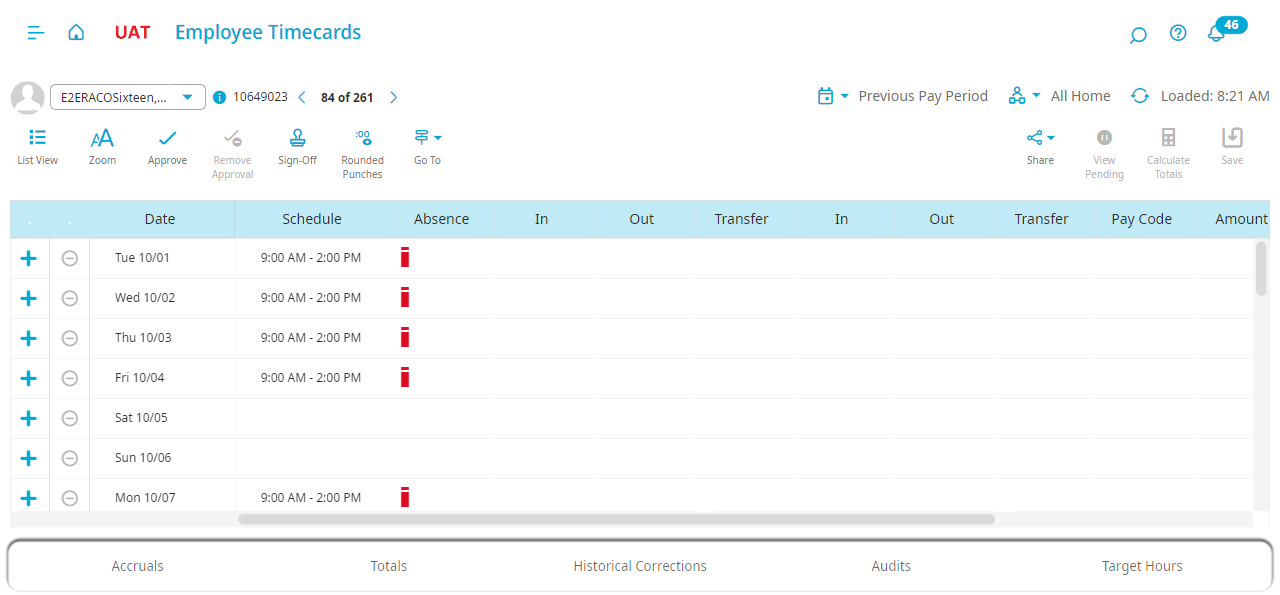 UAT Employee Timecards 46
E2ERACOSixteen,... 10649023 84 of 261 Previous Pay Period All Home Loaded: 8:21 AM
List View Zoom Approve Remove Approval Sign-Off :00 Rounded Punches Go To Share View Pending Calculate Totals Save
. . Date Schedule Absence In Out Transfer In Out Transfer Pay Code Amount
Tue 10/01 9:00 AM - 2:00 PM
Wed 10/02 9:00 AM - 2:00 PM
Thu 10/03 9:00 AM - 2:00 PM
Fri 10/04 9:00 AM - 2:00 PM
Sat 10/05
Sun 10/06
Mon 10/07 9:00 AM - 2:00 PM
Accruals Totals Historical Corrections Audits Target Hours